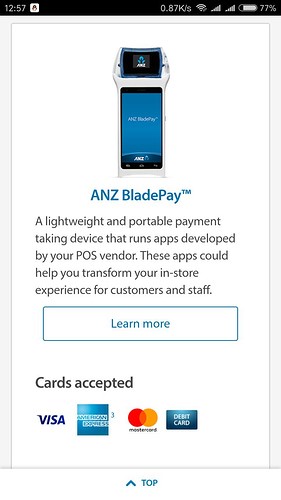 12:57
0.87K/s
77%
ANZ
ANZ BladePay™
ANZ
ANZ BladePay™
A lightweight and portable payment
taking device that runs apps developed
by your POS vendor. These apps could
help you transform your in-store
experience for customers and staff.
Learn more
Cards accepted
VISA
AMERICAN
EXPRESS
3
mastercard
DEBIT
CARD
TOP